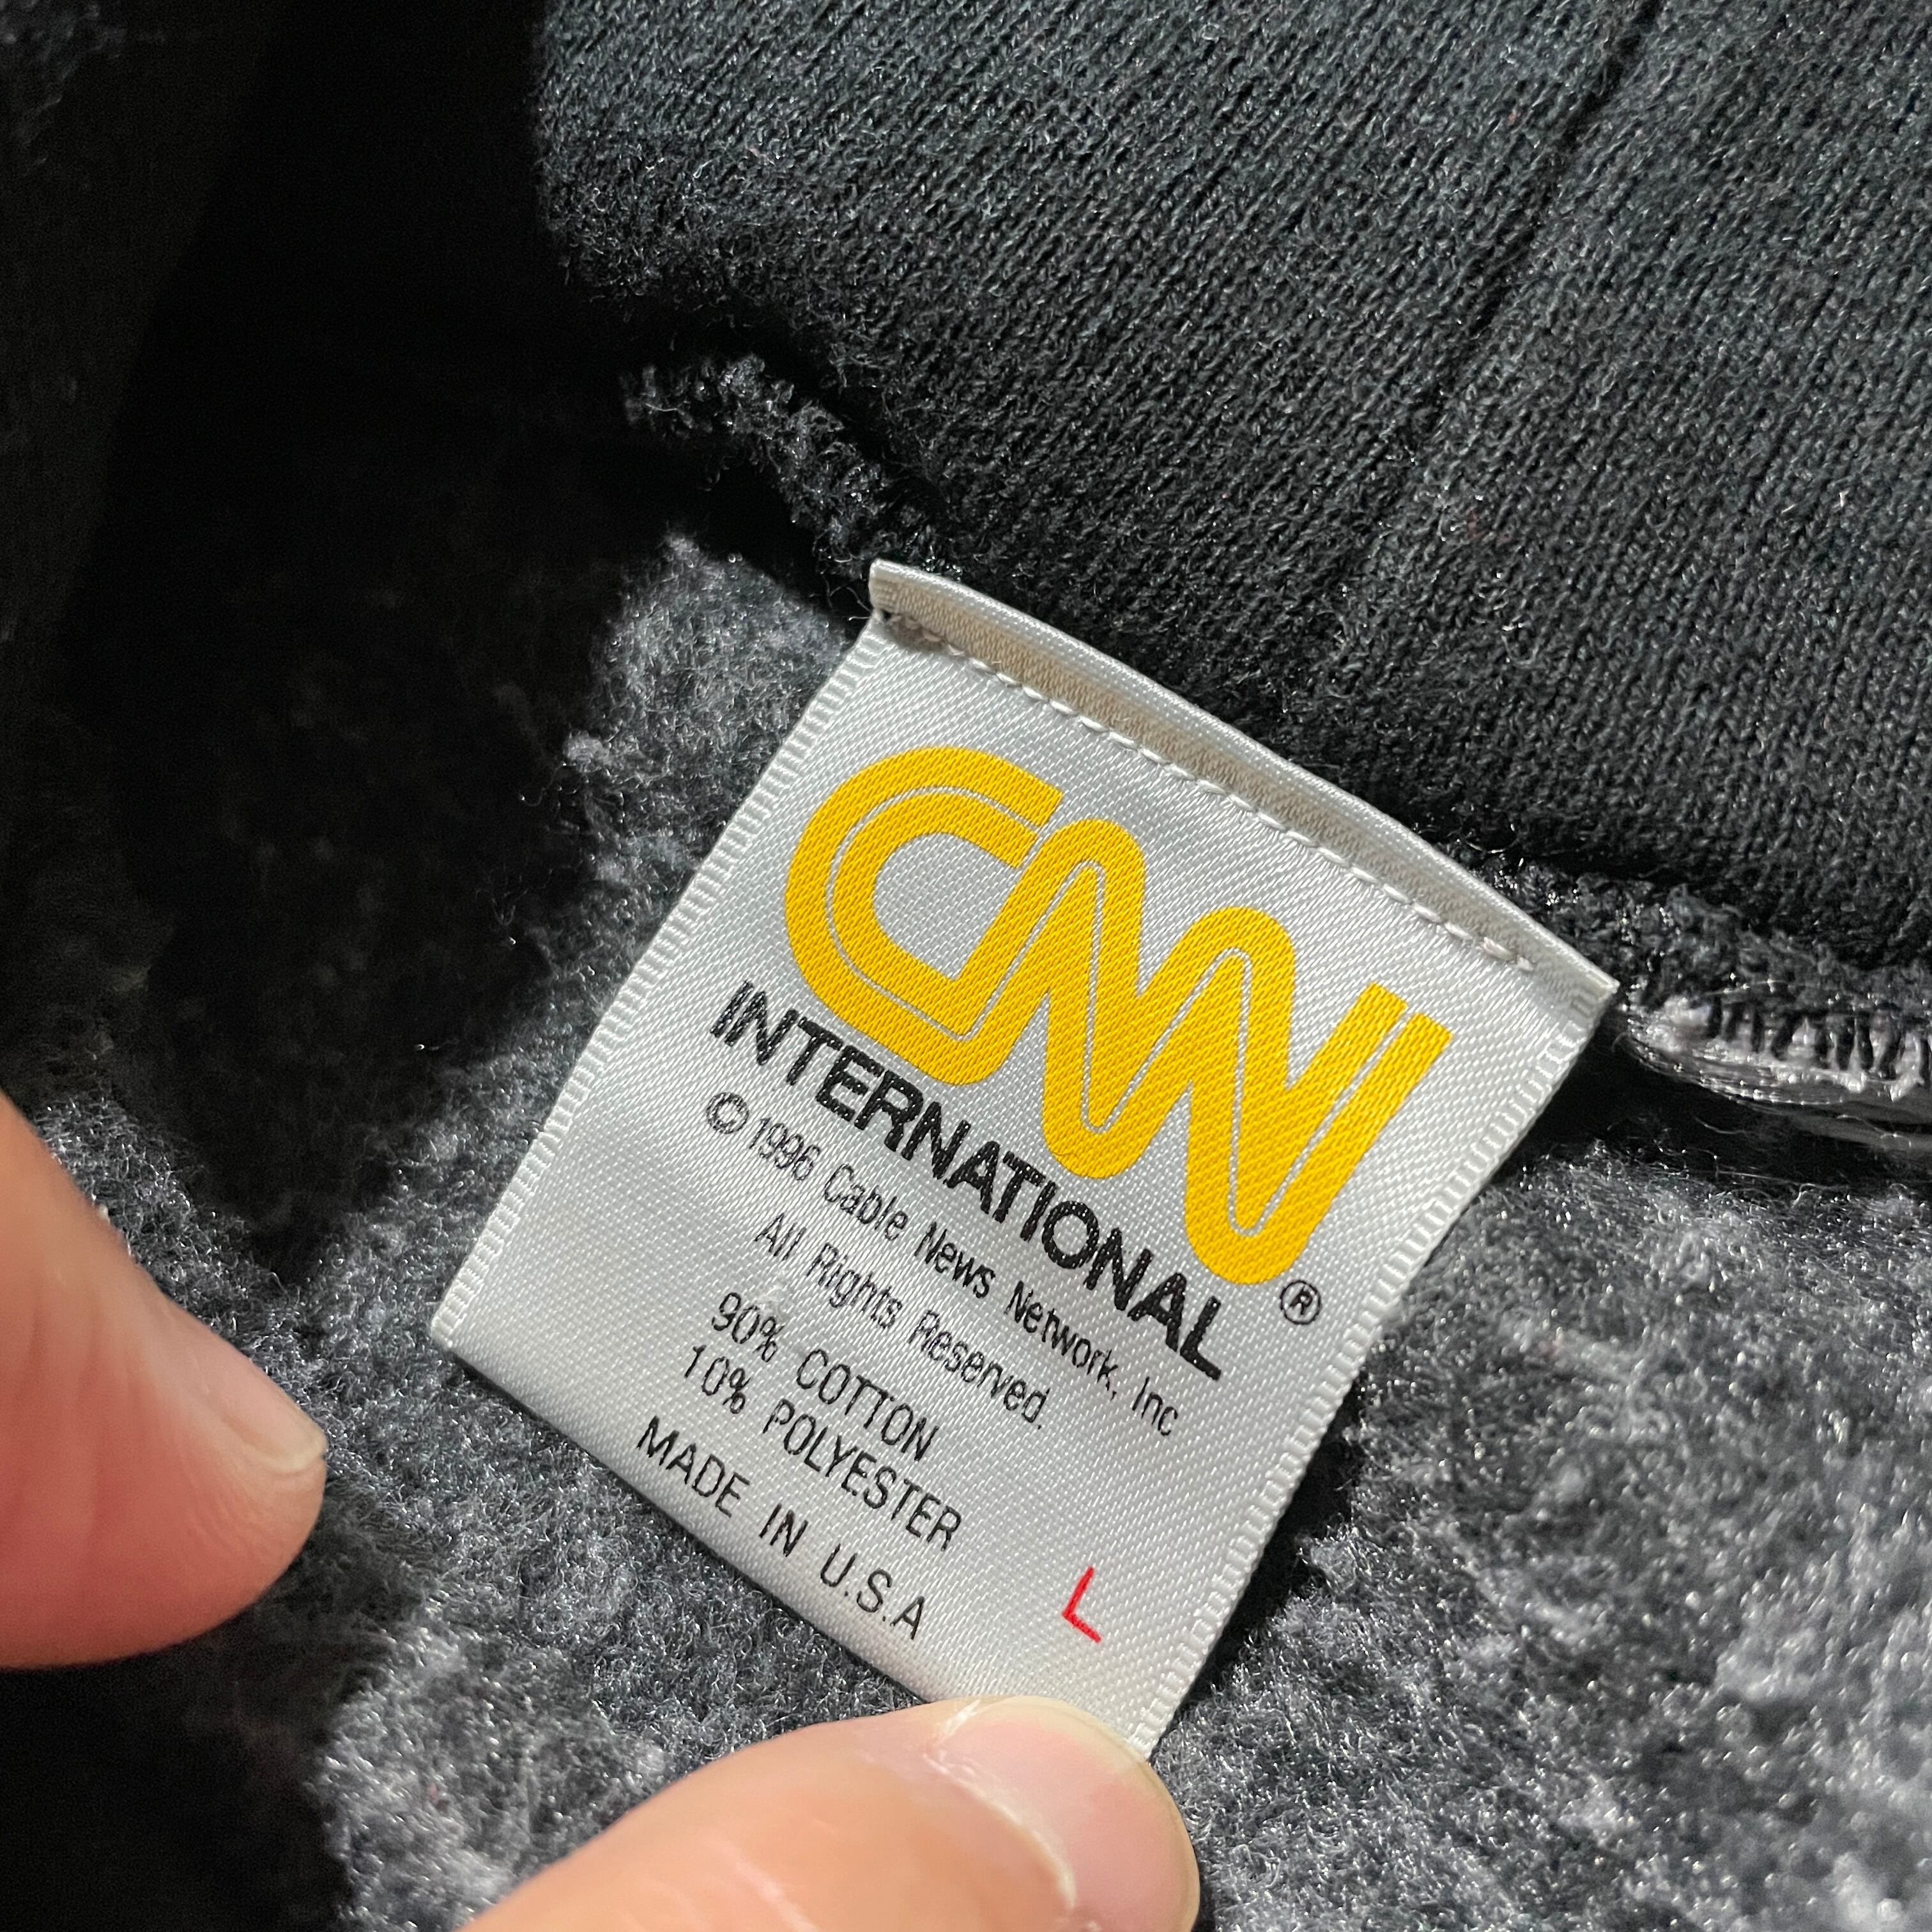 CNN®
INTERNATIONAL
© 1996 Cable News Network, Inc
All Rights Reserved.
90% COTTON
10% POLYESTER
MADE IN U.S.A
L